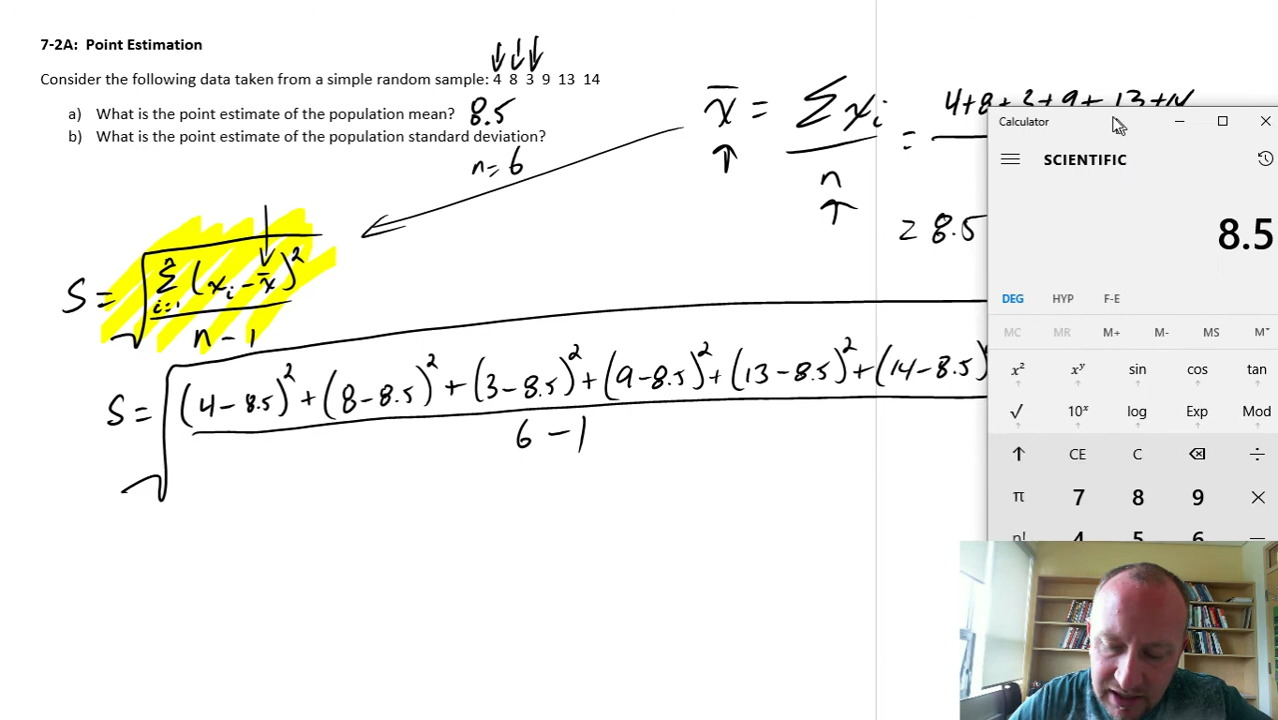 7-2A: Point Estimation
Consider the following data taken from a simple random sample: 4 8 3 9 13 14
a) What is the point estimate of the population mean? 8.5
b) What is the point estimate of the population standard deviation?
n=6
x̄ = Σxᵢ / n = 4+8+3+9+13+14
= 8.5
S = √( Σⁿᵢ₌₁ (xᵢ - x̄)² / n - 1 )
S = √( (4-8.5)² + (8-8.5)² + (3-8.5)² + (9-8.5)² + (13-8.5)² + (14-8.5) / 6-1 )
Calculator
SCIENTIFIC
8.5
DEG HYP F-E
MC MR M+ M- MS M˅
x² xʸ sin cos tan
√ 10ˣ log Exp Mod
↑ CE C ⌫ ÷
π 7 8 9 ×
n! 4 5 6 −